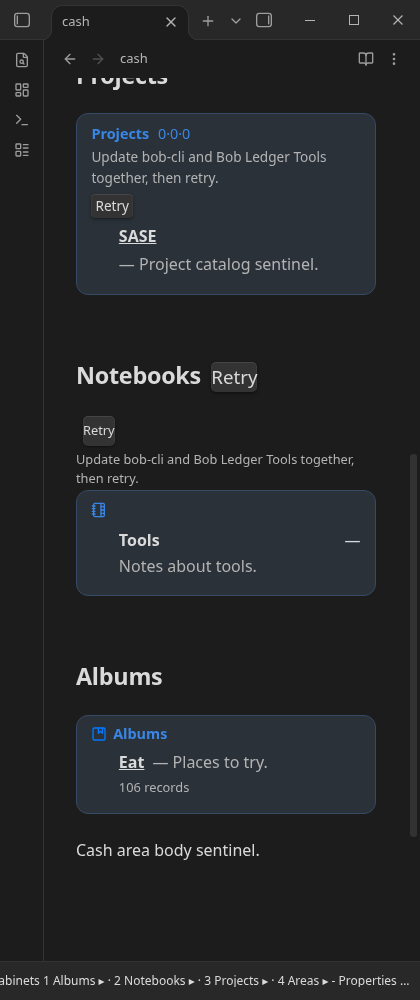 cash
cash
Projects
Projects 0·0·0
Update bob-cli and Bob Ledger Tools
together, then retry.
Retry
SASE
— Project catalog sentinel.
Notebooks Retry
Retry
Update bob-cli and Bob Ledger Tools together,
then retry.
Tools —
Notes about tools.
Albums
Albums
Eat — Places to try.
106 records
Cash area body sentinel.
abinets 1 Albums ▸ · 2 Notebooks ▸ · 3 Projects ▸ · 4 Areas ▸ - Properties ...